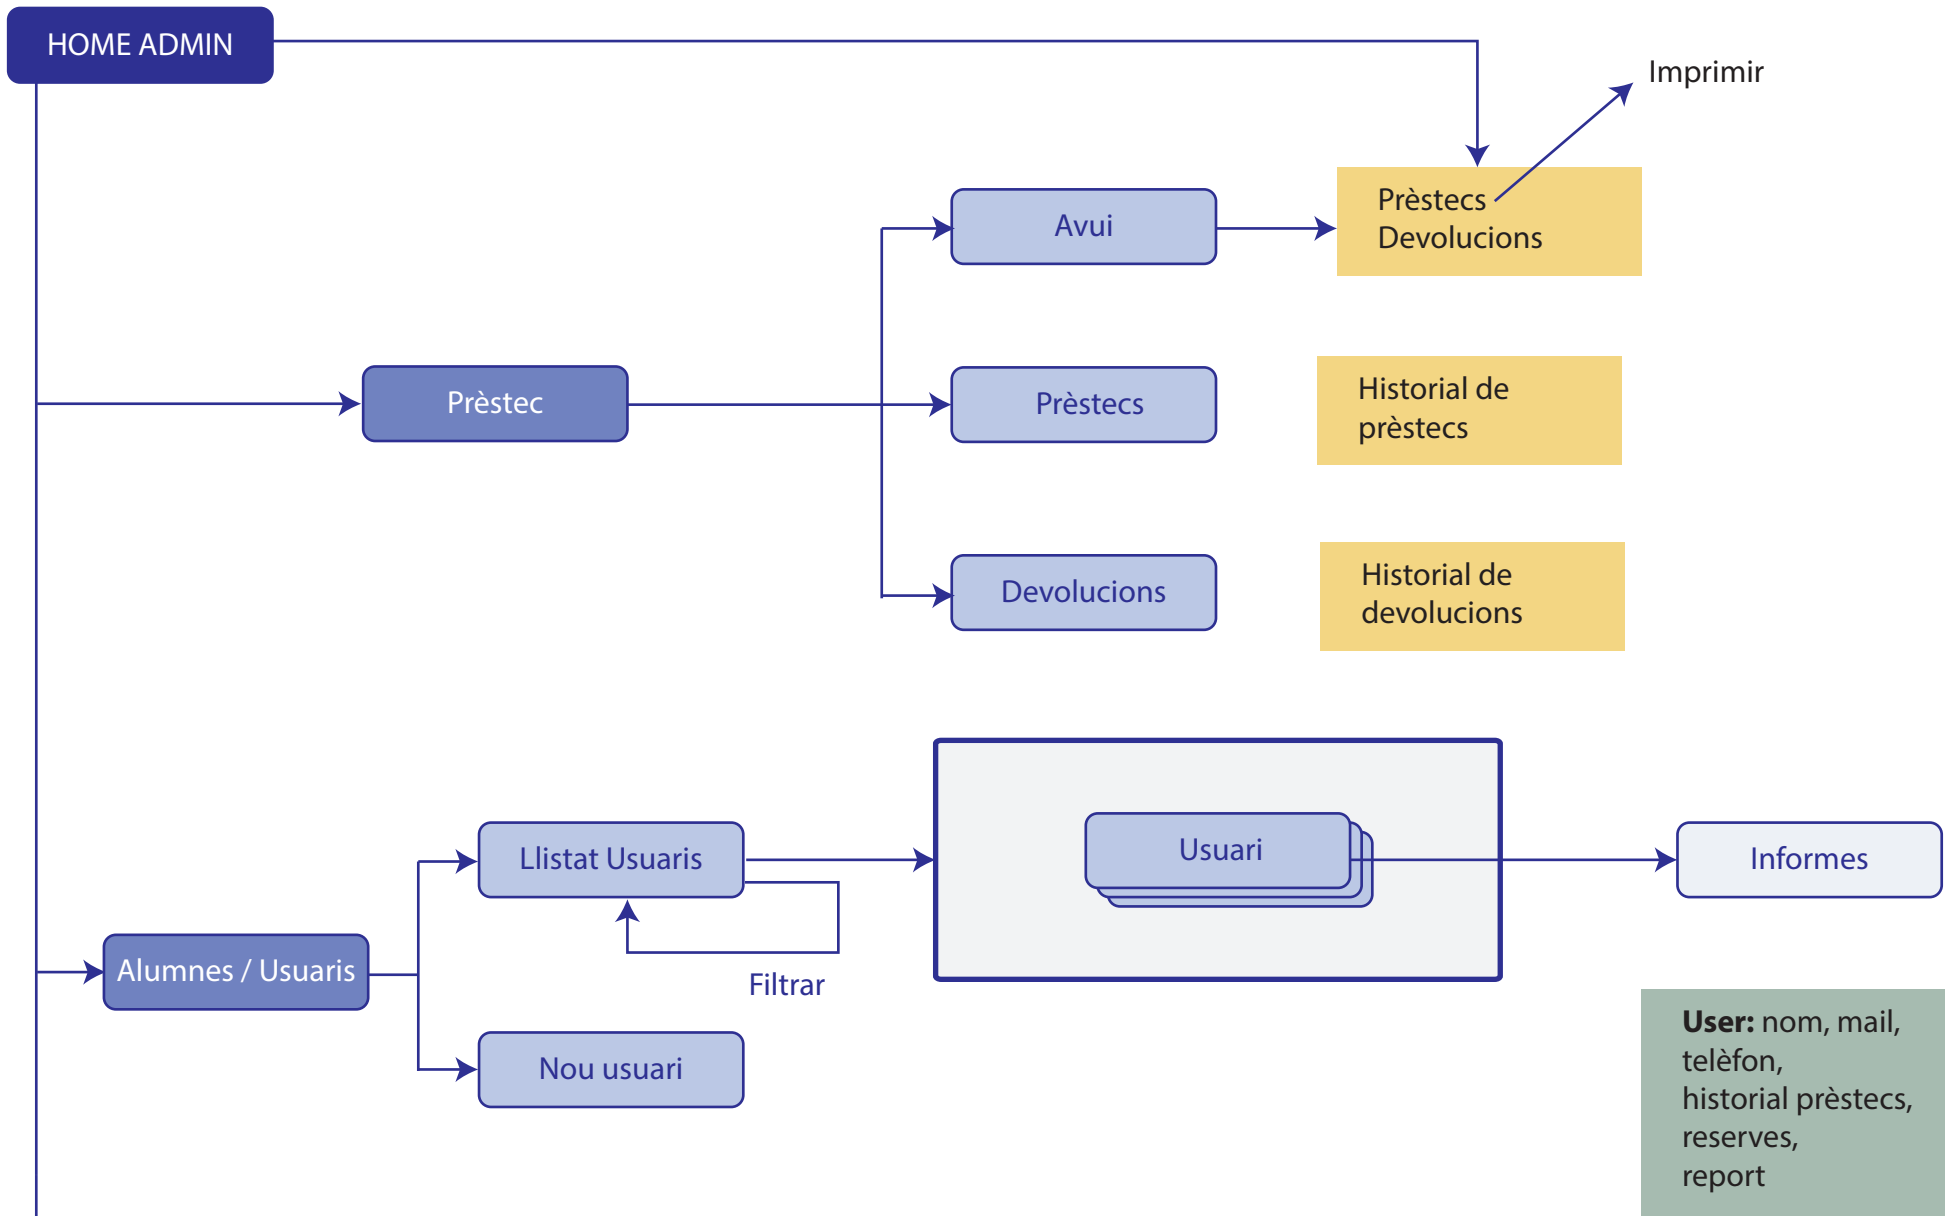 HOME ADMIN
Imprimir
Avui
Prèstecs
Devolucions
Prèstec
Prèstecs
Historial de
prèstecs
Devolucions
Historial de
devolucions
Llistat Usuaris
Usuari
Informes
Filtrar
Alumnes / Usuaris
Nou usuari
User: nom, mail,
telèfon,
historial prèstecs,
reserves,
report